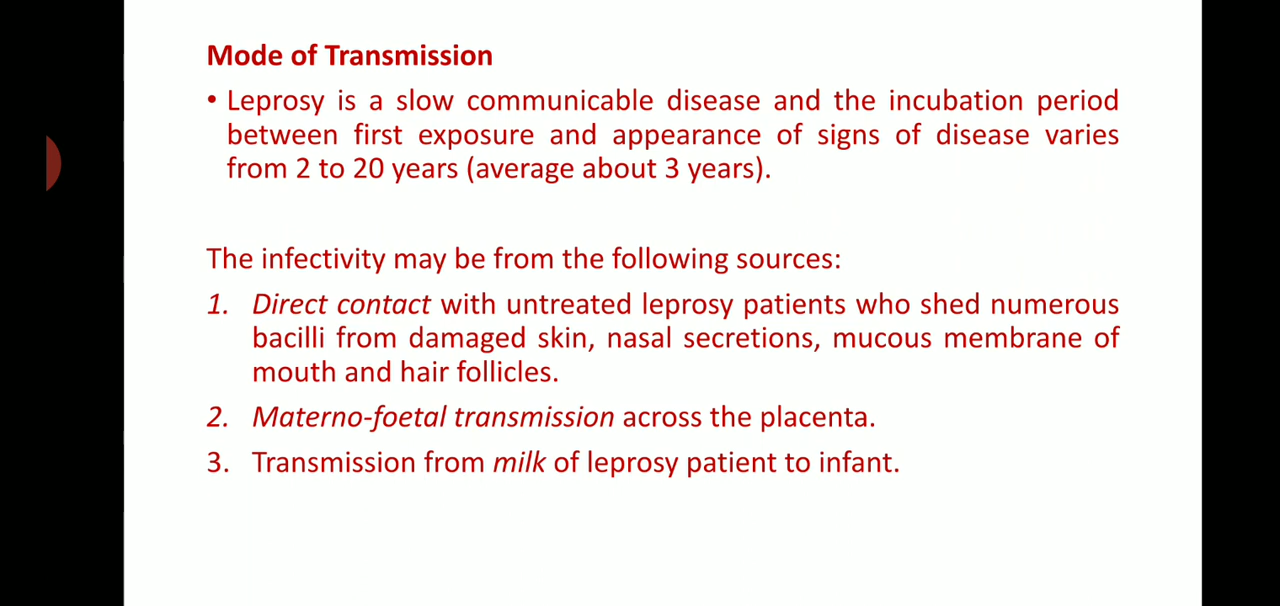 Mode of Transmission
• Leprosy is a slow communicable disease and the incubation period
between first exposure and appearance of signs of disease varies
from 2 to 20 years (average about 3 years).
The infectivity may be from the following sources:
1. Direct contact with untreated leprosy patients who shed numerous
bacilli from damaged skin, nasal secretions, mucous membrane of
mouth and hair follicles.
2. Materno-foetal transmission across the placenta.
3. Transmission from milk of leprosy patient to infant.